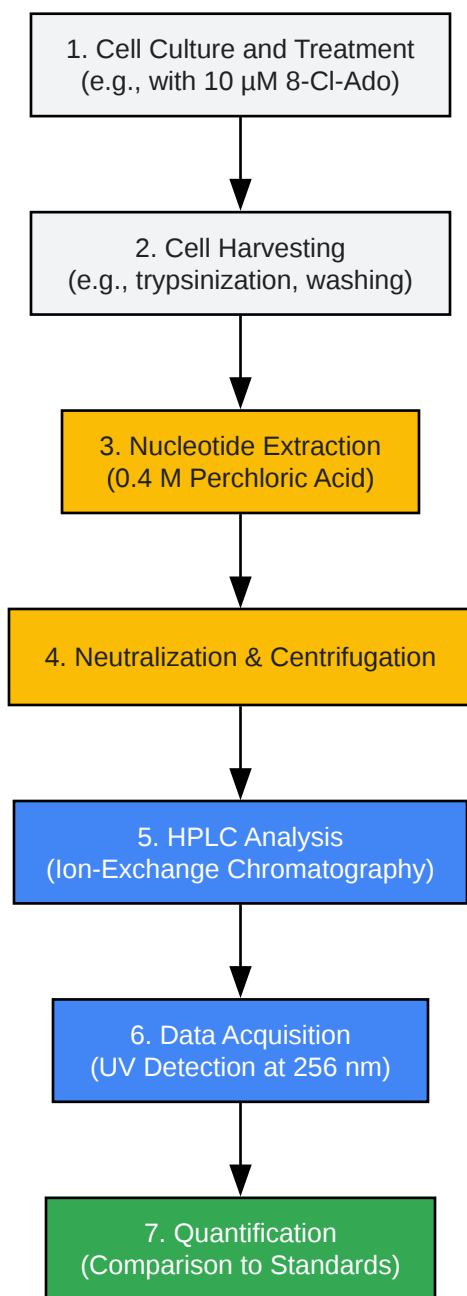 1. Cell Culture and Treatment
(e.g., with 10 µM 8-Cl-Ado)
2. Cell Harvesting
(e.g., trypsinization, washing)
3. Nucleotide Extraction
(0.4 M Perchloric Acid)
4. Neutralization & Centrifugation
5. HPLC Analysis
(Ion-Exchange Chromatography)
6. Data Acquisition
(UV Detection at 256 nm)
7. Quantification
(Comparison to Standards)